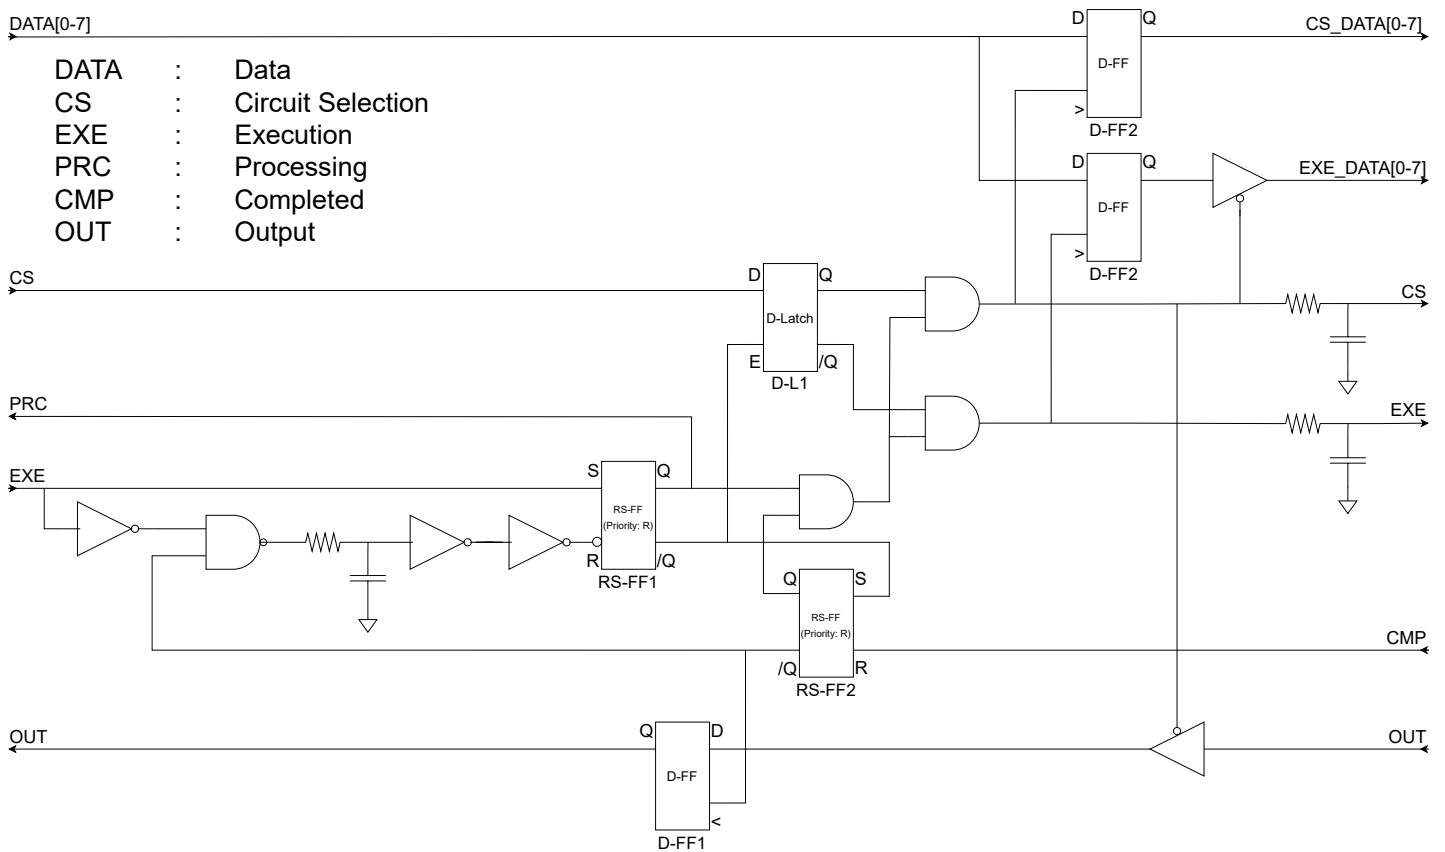 DATA[0-7]
D
Q
CS_DATA[0-7]
D-FF
>
D-FF2
DATA : Data
CS : Circuit Selection
EXE : Execution
PRC : Processing
CMP : Completed
OUT : Output
D
Q
EXE_DATA[0-7]
D-FF
>
D-FF2
CS
D
Q
D-Latch
E
/Q
D-L1
CS
PRC
EXE
EXE
S
Q
RS-FF
(Priority: R)
R
/Q
RS-FF1
Q
S
RS-FF
(Priority: R)
/Q
R
RS-FF2
CMP
OUT
Q
D
D-FF
<
D-FF1
OUT